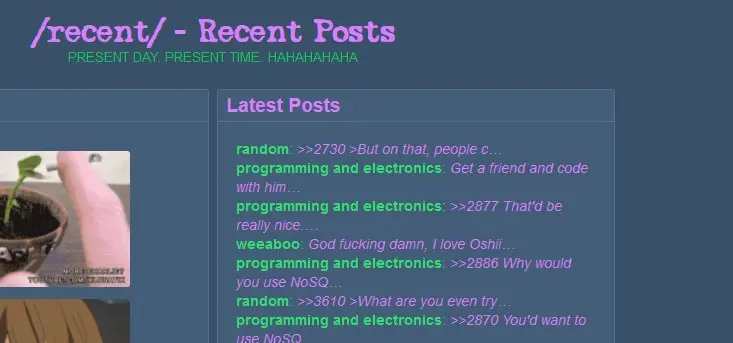 /recent/ - Recent Posts
PRESENT DAY. PRESENT TIME. HAHAHAHAHA
Latest Posts
random: >>2730 >But on that, people c…
programming and electronics: Get a friend and code
with him…
programming and electronics: >>2877 That'd be
really nice.…
weeaboo: God fucking damn, I love Oshii…
programming and electronics: >>2886 Why would
you use NoSQ…
random: >>3610 >What are you even try…
programming and electronics: >>2870 You'd want to
use NoSQ